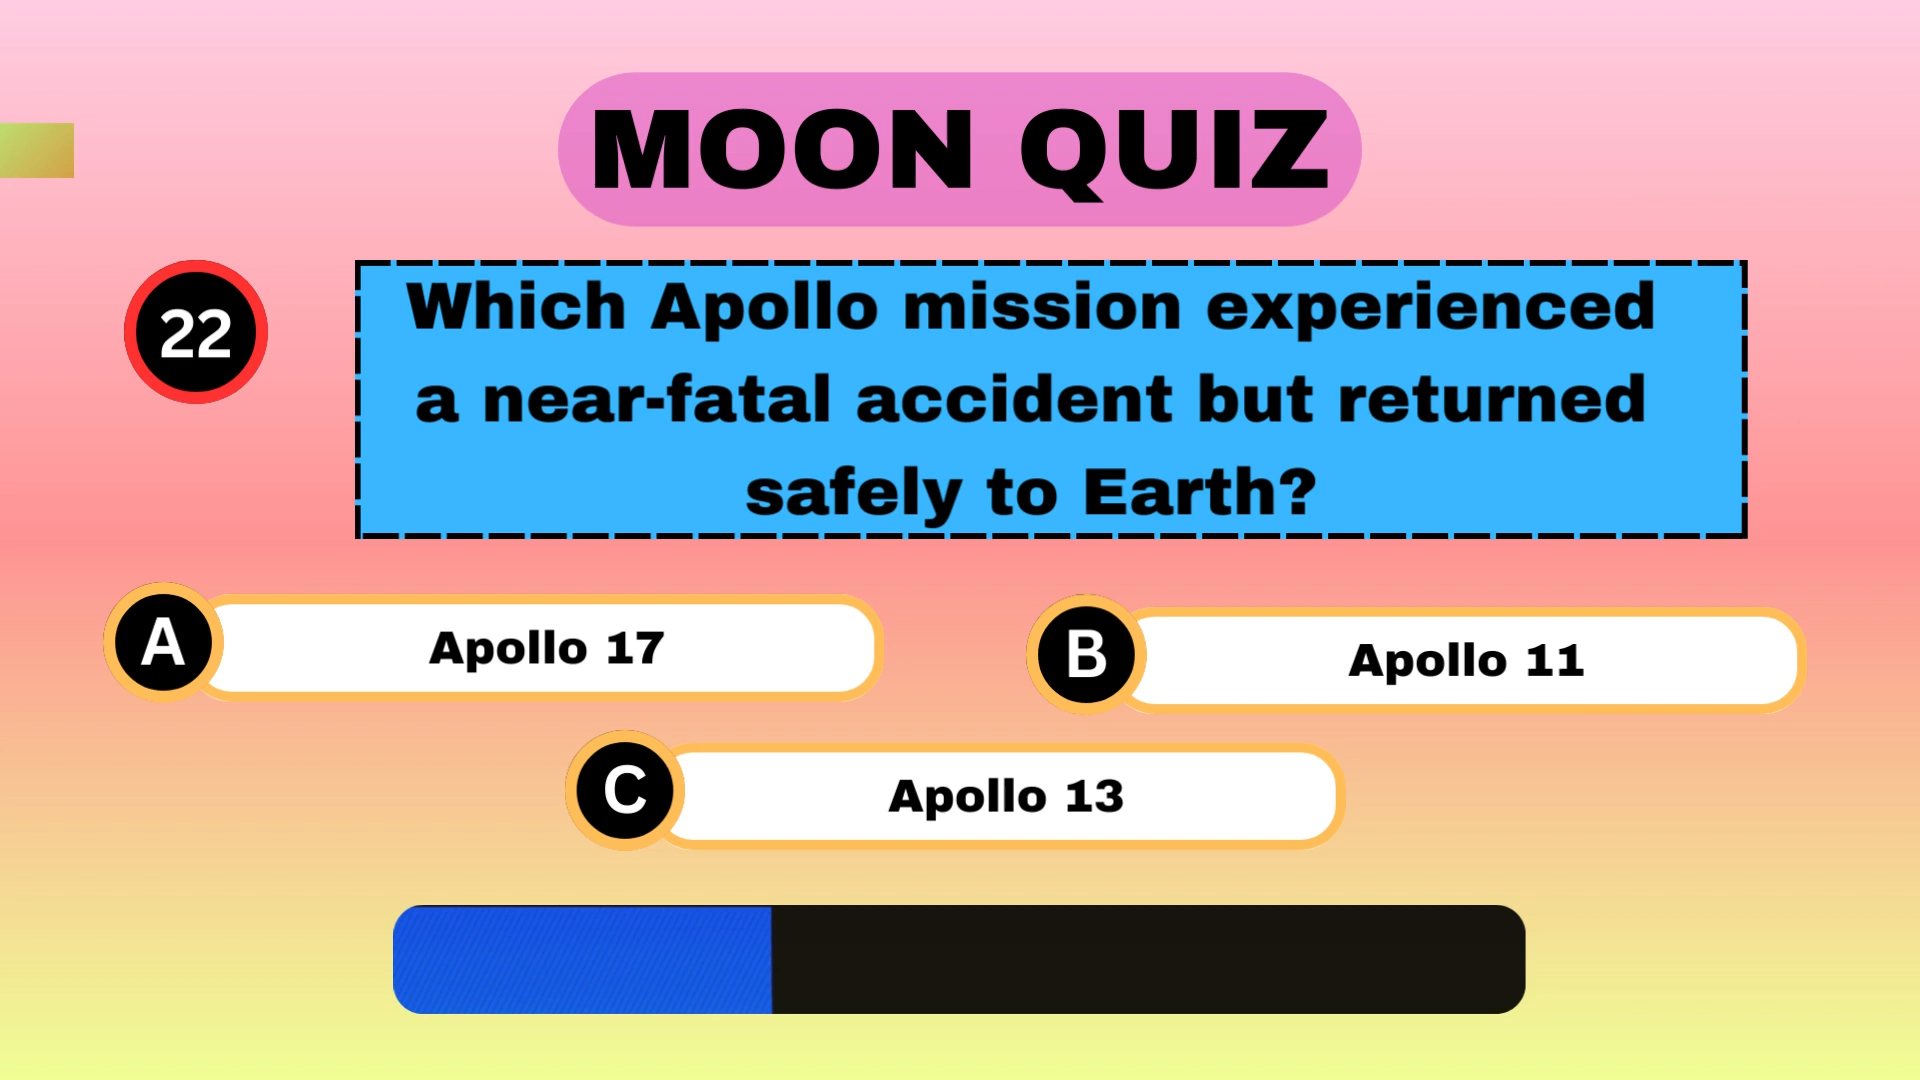 MOON QUIZ
22
Which Apollo mission experienced
a near-fatal accident but returned
safely to Earth?
A
Apollo 17
B
Apollo 11
C
Apollo 13